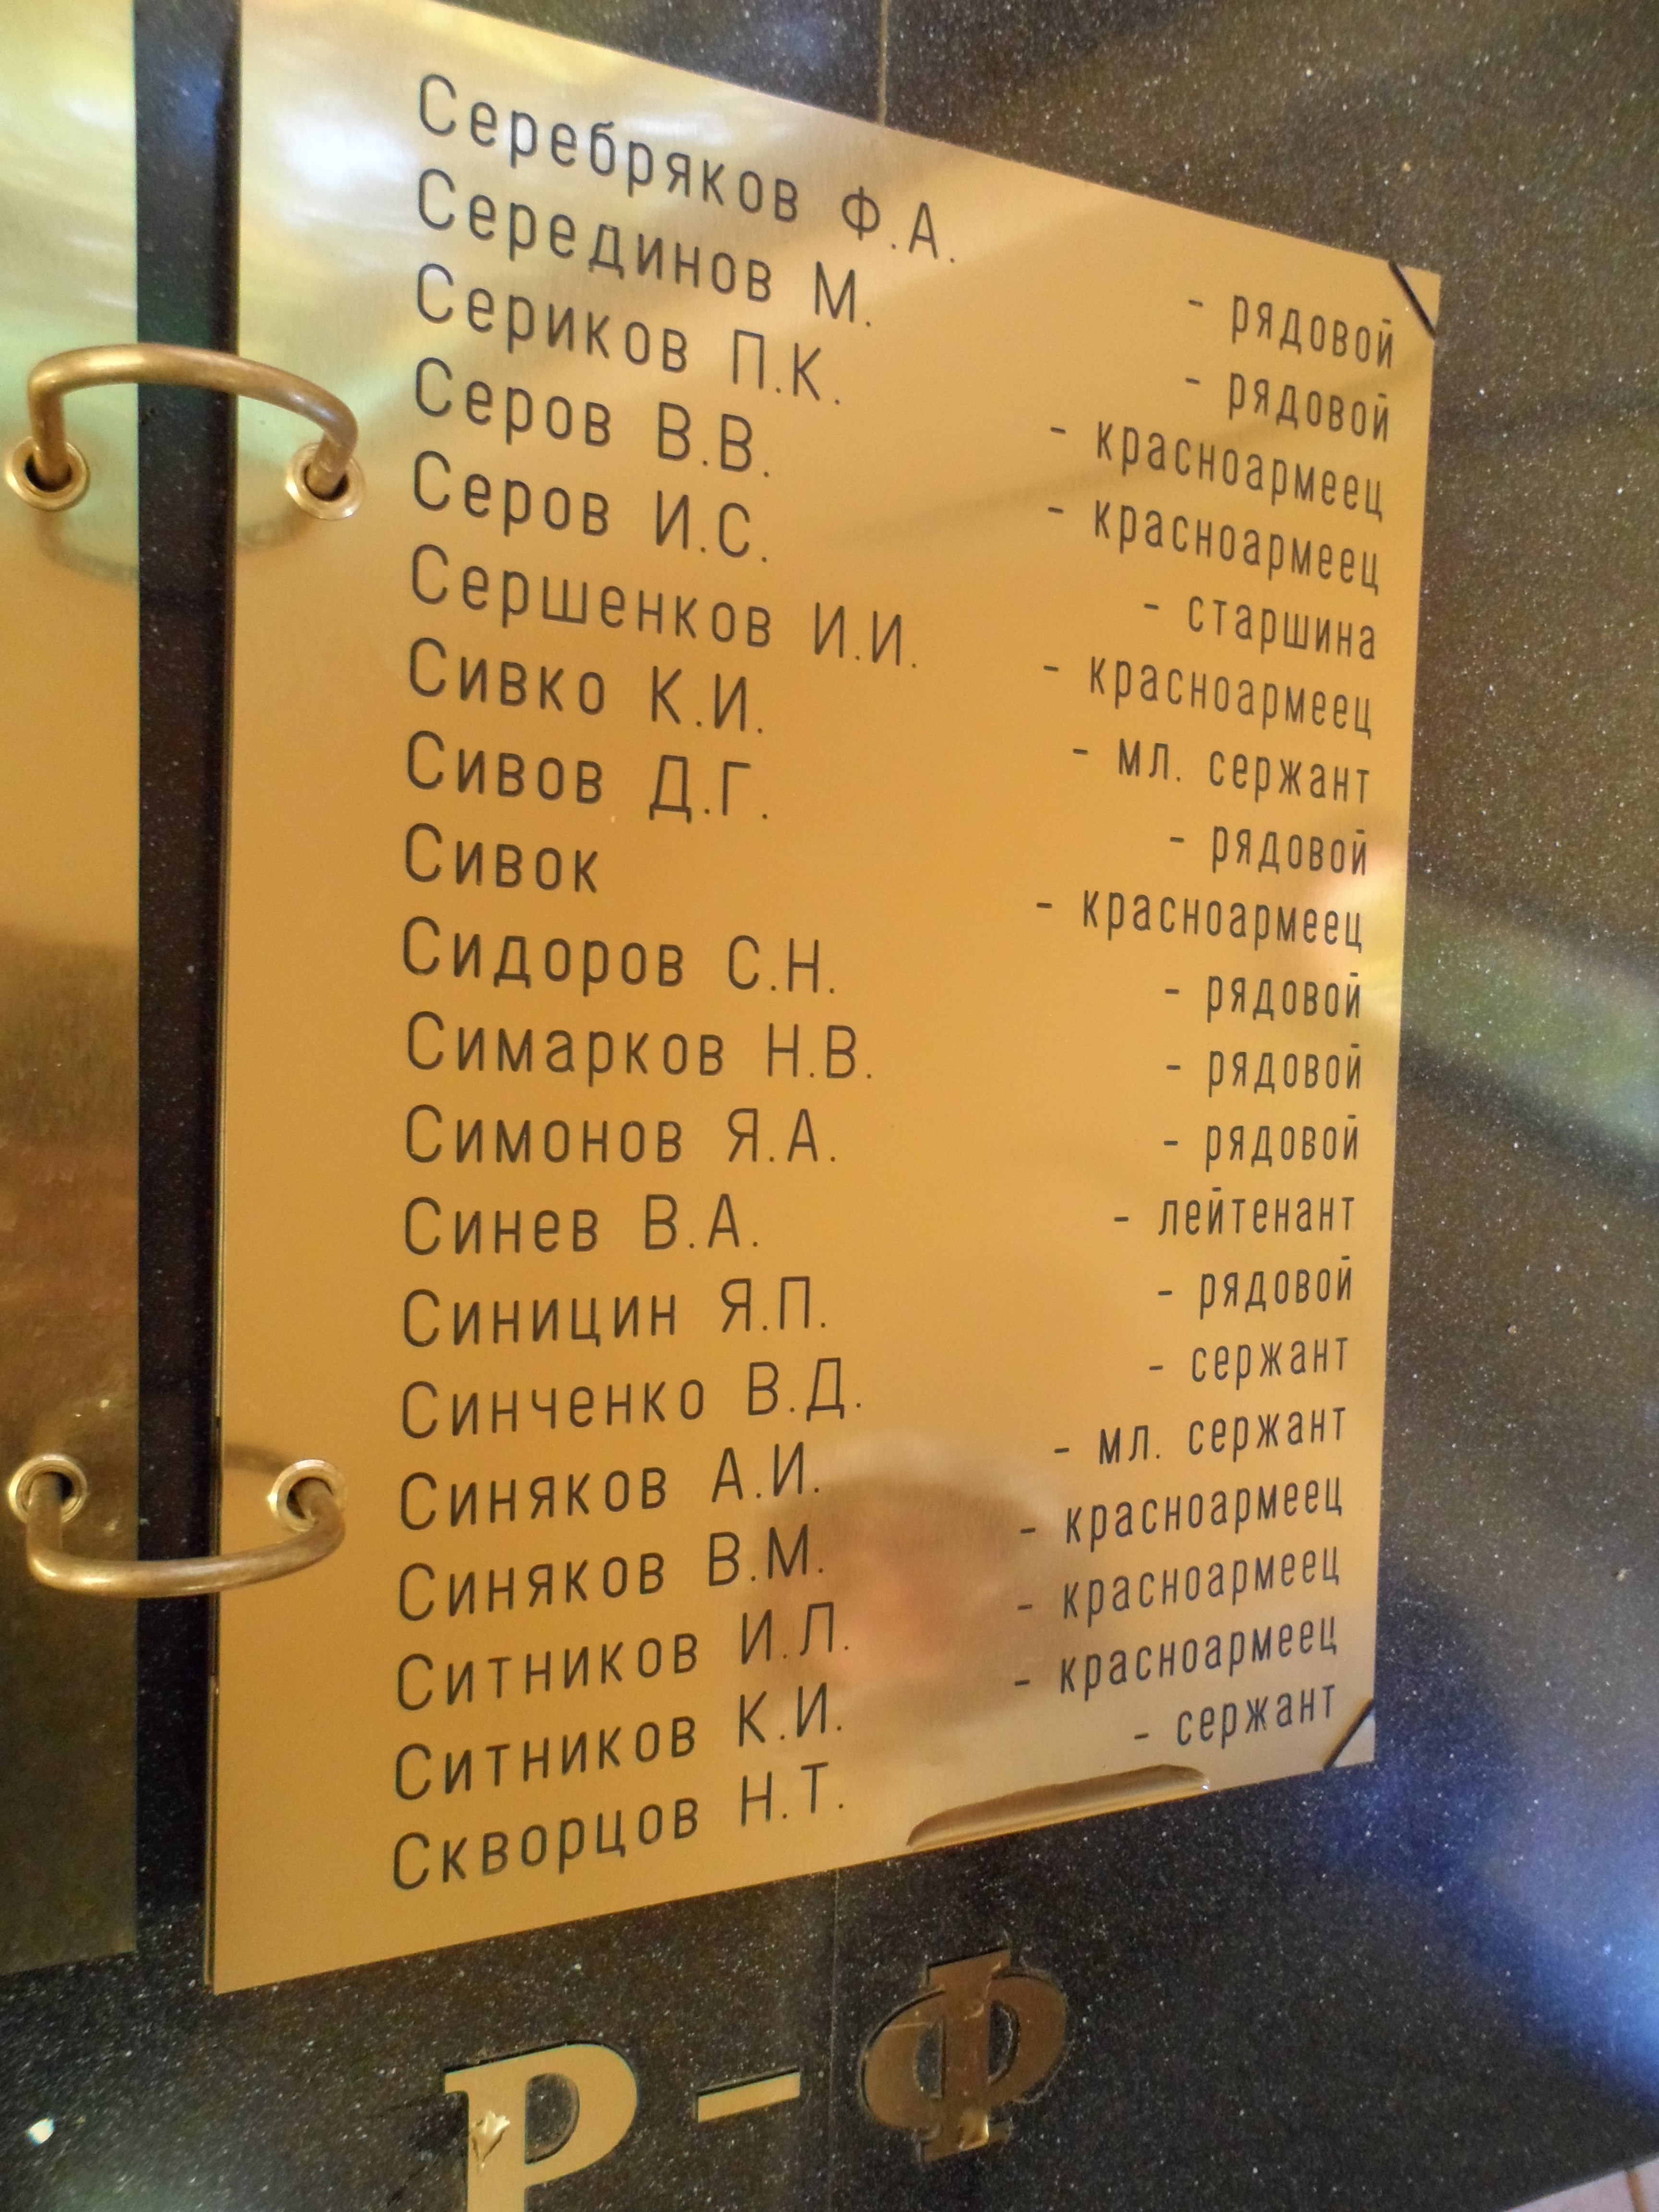 Серебряков Ф.А. - рядовой
Серединов М. - рядовой
Сериков П.К. - красноармеец
Серов В.В. - красноармеец
Серов И.С. - старшина
Сершенков И.И. - красноармеец
Сивко К.И. - мл. сержант
Сивов Д.Г. - рядовой
Сивок - красноармеец
Сидоров С.Н. - рядовой
Симарков Н.В. - рядовой
Симонов Я.А. - рядовой
Синев В.А. - лейтенант
Синицин Я.П. - рядовой
Синченко В.Д. - сержант
Синяков А.И. - мл. сержант
Синяков В.М. - красноармеец
Ситников И.Л. - красноармеец
Ситников К.И. - красноармеец
Скворцов Н.Т. - сержант
Р-Ф